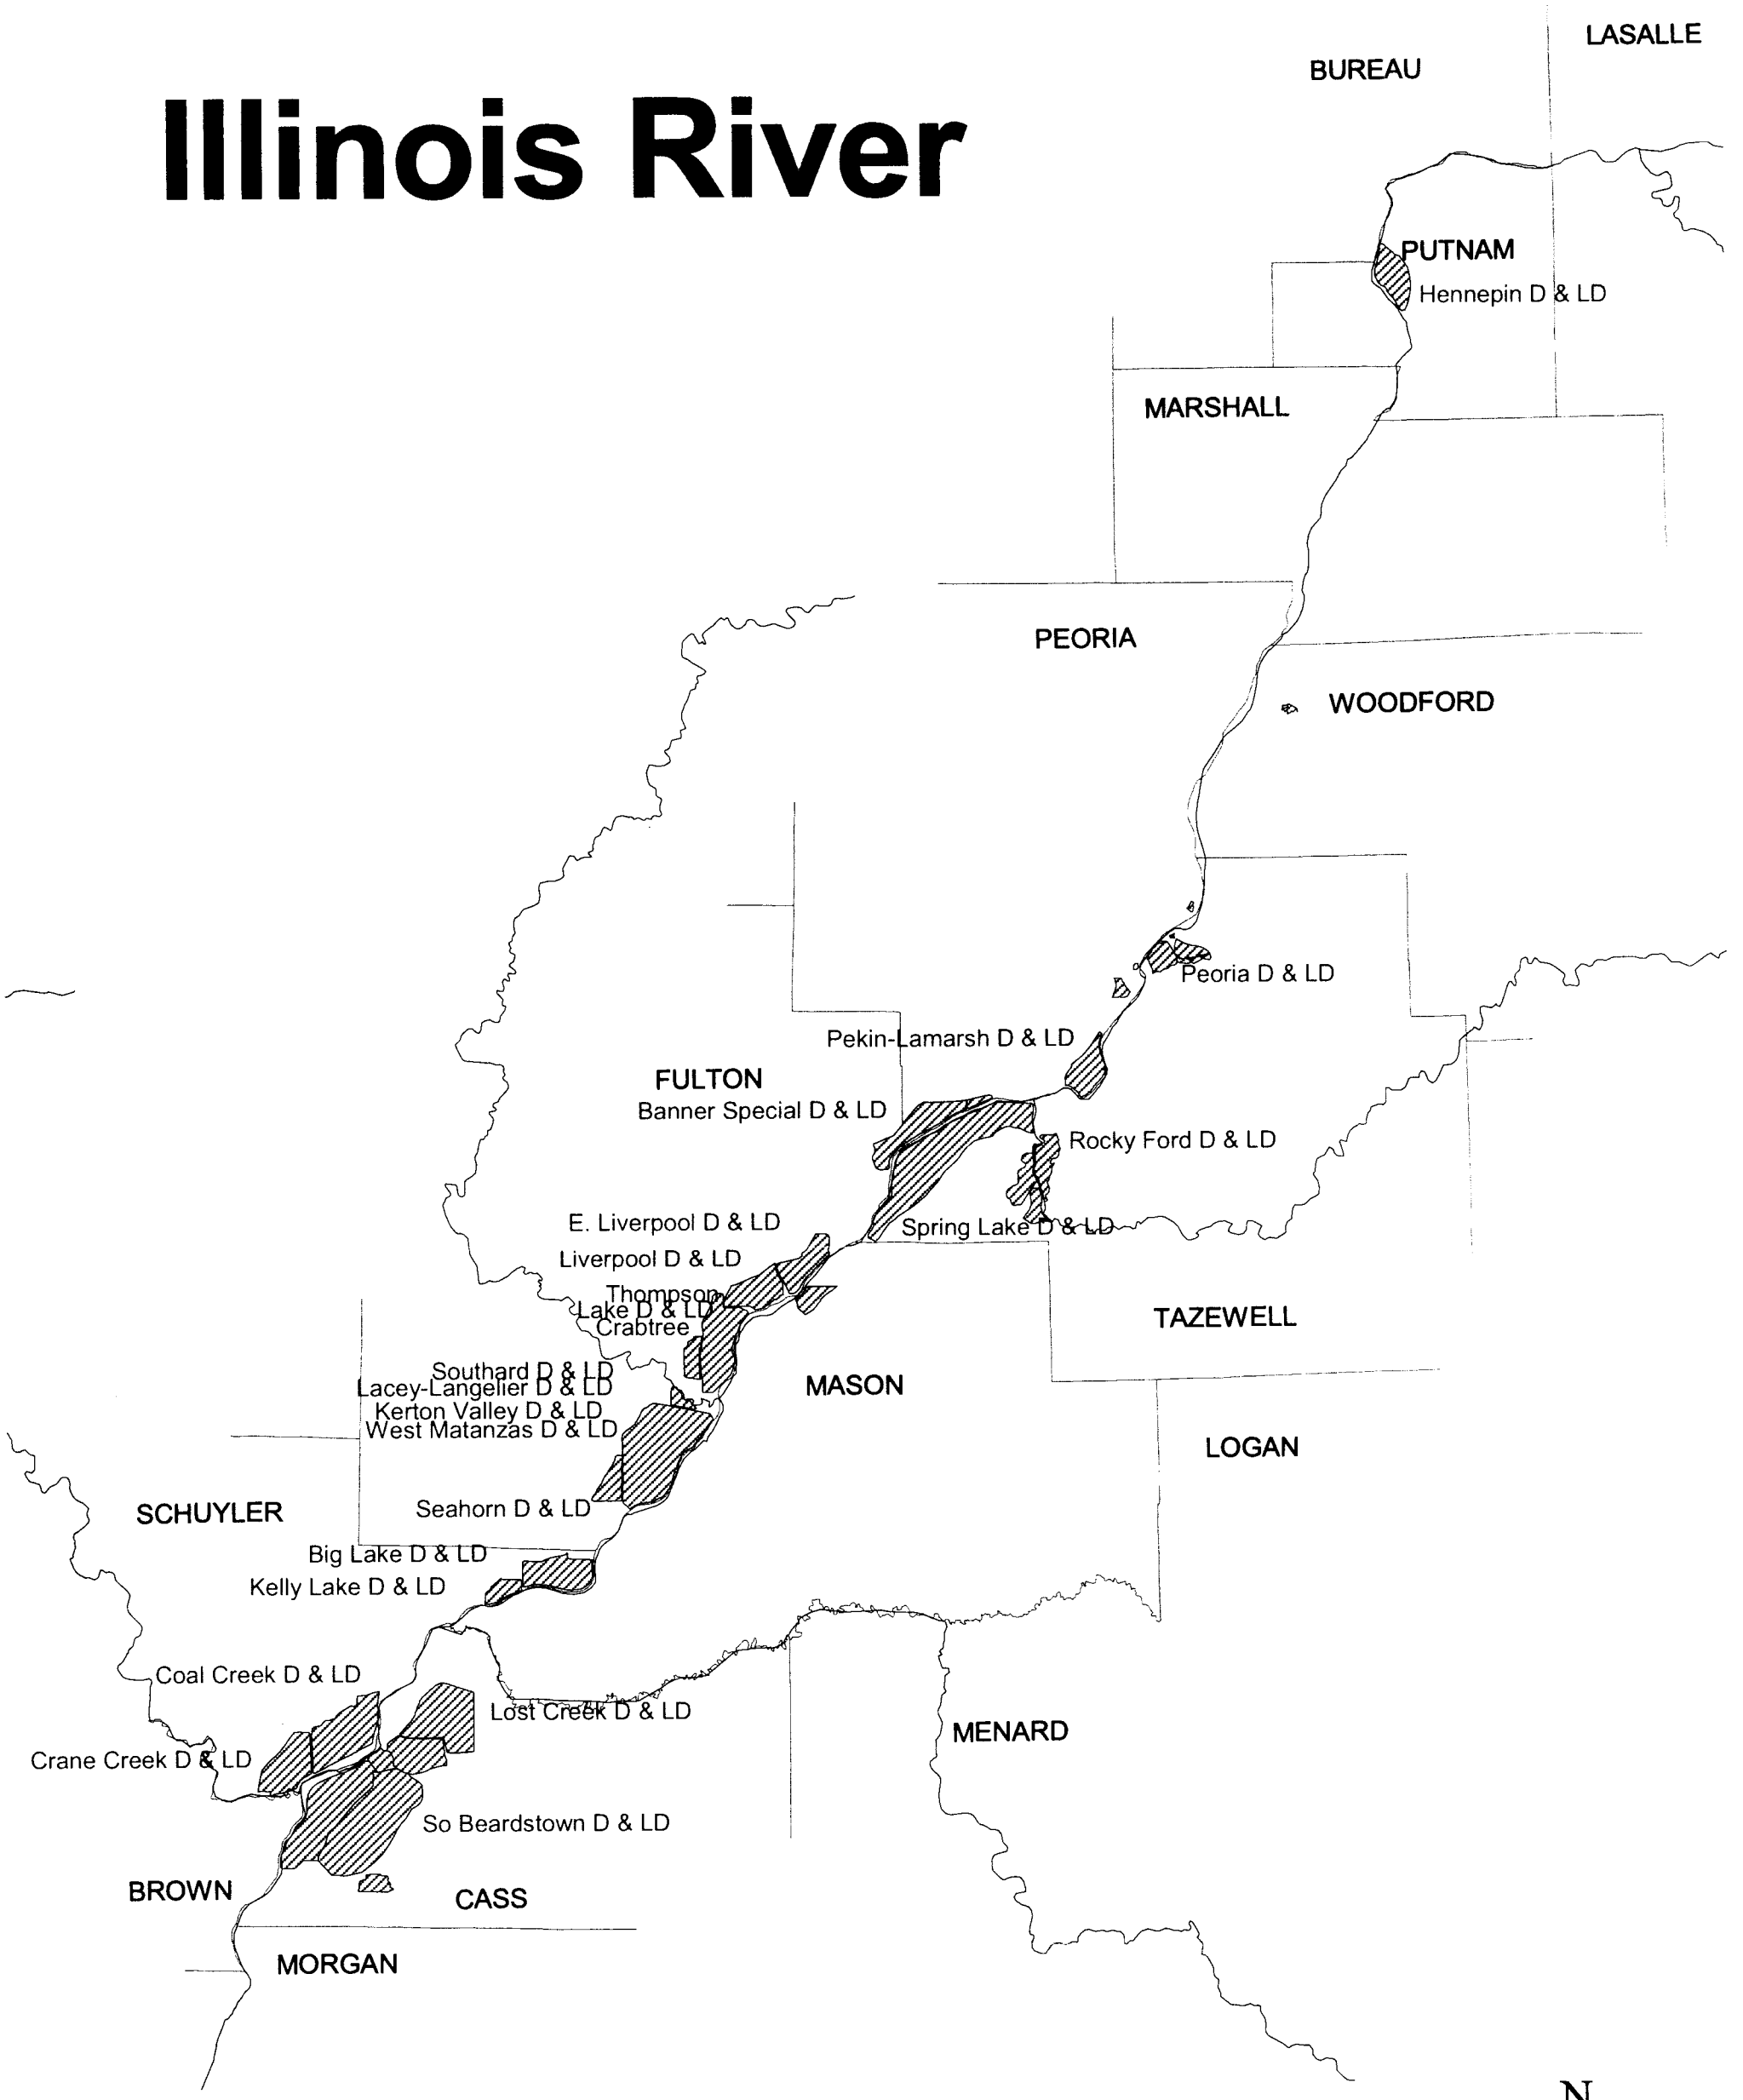 LASALLE
BUREAU
Illinois River
PUTNAM
Hennepin D & LD
MARSHALL
PEORIA
WOODFORD
Peoria D & LD
Pekin-Lamarsh D & LD
FULTON
Banner Special D & LD
Rocky Ford D & LD
E. Liverpool D & LD
Spring Lake D & LD
Liverpool D & LD
Thompson
Lake D & LD
Crabtree
TAZEWELL
Southard D & LD
MASON
Lacey-Langelier D & LD
Kerton Valley D & LD
West Matanzas D & LD
LOGAN
Seahorn D & LD
SCHUYLER
Big Lake D & LD
Kelly Lake D & LD
Coal Creek D & LD
Lost Creek D & LD
MENARD
Crane Creek D & LD
So Beardstown D & LD
BROWN
CASS
MORGAN
N